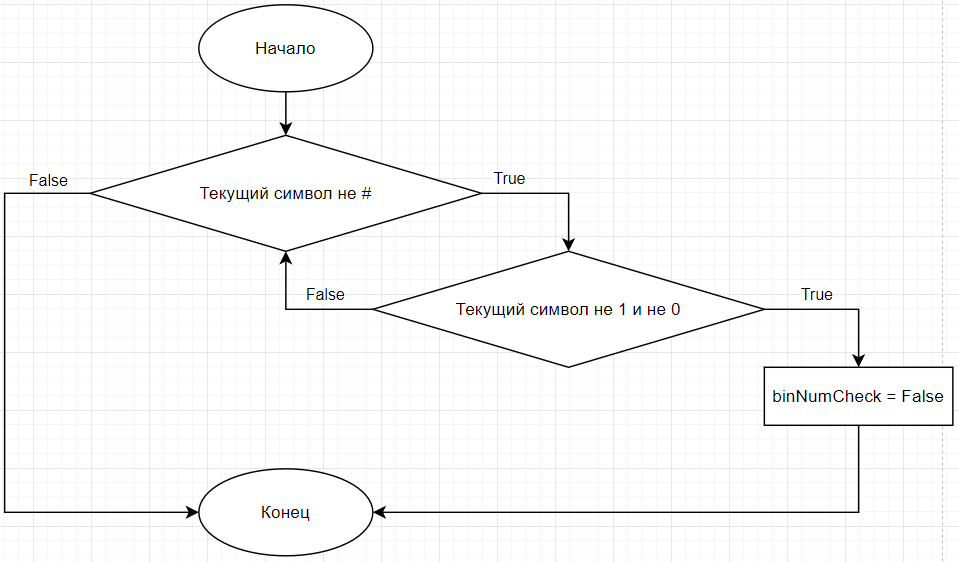 Начало
False
True
Текущий символ не #
False
True
Текущий символ не 1 и не 0
binNumCheck = False
Конец